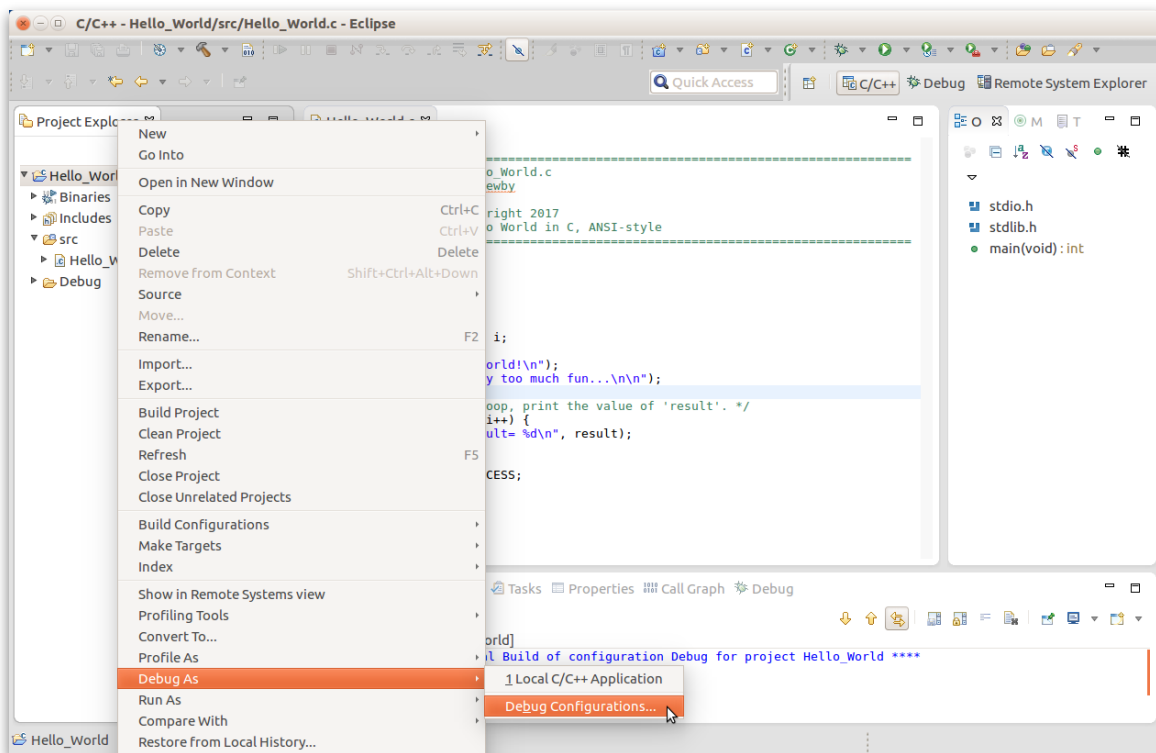 C/C++ - Hello_World/src/Hello_World.c - Eclipse
Quick Access
C/C++
Debug
Remote System Explorer
Project Explorer
Hello_World
Binaries
Includes
src
Debug
Hello_World
New
Go Into
Open in New Window
Copy Ctrl+C
Paste Ctrl+V
Delete Delete
Remove from Context Shift+Ctrl+Alt+Down
Source
Move...
Rename... F2
Import...
Export...
Build Project
Clean Project
Refresh F5
Close Project
Close Unrelated Projects
Build Configurations
Make Targets
Index
Show in Remote Systems view
Profiling Tools
Convert To...
Profile As
Debug As
Run As
Compare With
Restore from Local History...
1 Local C/C++ Application
Debug Configurations...
============================================================
o_World.c
ewby
right 2017
o World in C, ANSI-style
============================================================
i;
orld!\n");
y too much fun...\n\n");
oop, print the value of 'result'. */
i++) {
ult= %d\n", result);
CESS;
O
M
T
stdio.h
stdlib.h
main(void) : int
Tasks
Properties
Call Graph
Debug
orld]
l Build of configuration Debug for project Hello_World ****